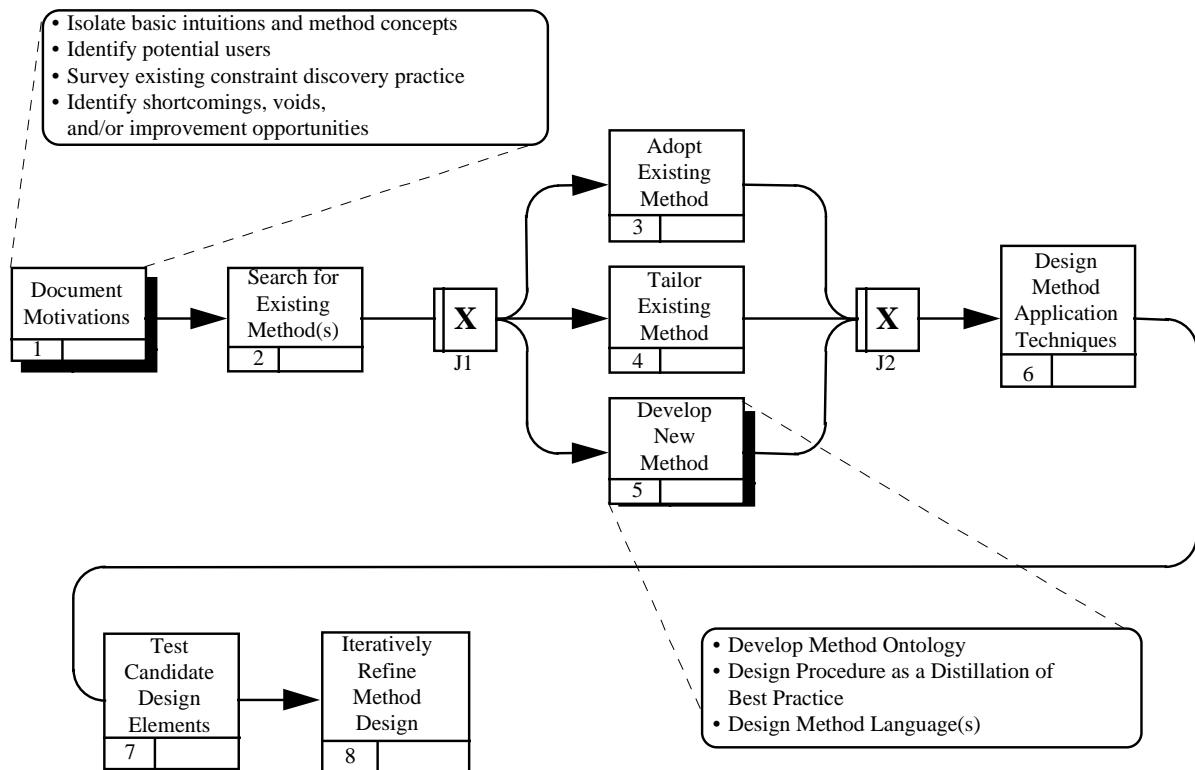 • Isolate basic intuitions and method concepts
• Identify potential users
• Survey existing constraint discovery practice
• Identify shortcomings, voids,
and/or improvement opportunities
Document
Motivations
1
Search for
Existing
Method(s)
2
X
J1
Adopt
Existing
Method
3
Tailor
Existing
Method
4
Develop
New
Method
5
X
J2
Design
Method
Application
Techniques
6
Test
Candidate
Design
Elements
7
Iteratively
Refine
Method
Design
8
• Develop Method Ontology
• Design Procedure as a Distillation of
Best Practice
• Design Method Language(s)